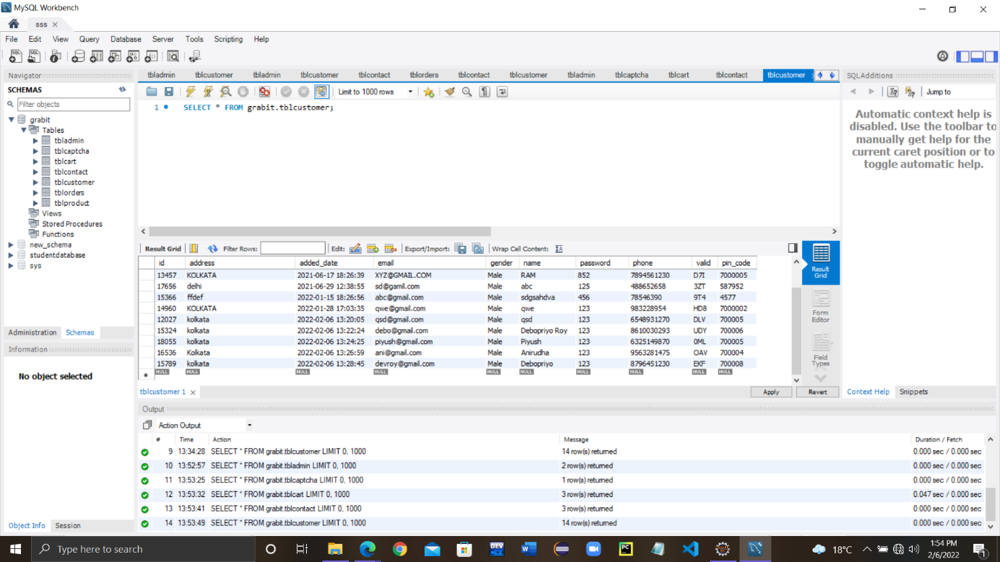 MySQL Workbench
sss
File Edit View Query Database Server Tools Scripting Help
Navigator
SCHEMAS
Filter objects
grabit
Tables
tbladmin
tblcaptcha
tblcart
tblcontact
tblcustomer
tblorders
tblproduct
Views
Stored Procedures
Functions
new_schema
studentdatabase
sys
Administration Schemas
Information
No object selected
Object Info Session
tbladmin tblcustomer tbladmin tblcustomer tblcontact tblorders tblcontact tblcustomer tbladmin tblcaptcha tblcart tblcontact tblcustomer
Limit to 1000 rows
1 SELECT * FROM grabit.tblcustomer;
Result Grid Filter Rows: Edit: Export/Import: Wrap Cell Content:
id address added_date email gender name password phone valid pin_code
13457 KOLKATA 2021-06-17 18:26:39 XYZ@GMAIL.COM Male RAM 852 7894561230 D7I 7000005
17656 delhi 2021-06-29 12:38:55 sd@gamil.com Male abc 125 488652658 3ZT 587952
15366 ffdef 2022-01-15 18:26:56 abc@gmail.com Male sdgsahdva 456 78546390 9T4 4577
14960 KOLKATA 2022-01-28 17:03:35 qwe@gmail.com Male qwe 123 983228954 HD8 7000002
12027 kolkata 2022-02-06 13:20:05 qsd@gmail.com Male qsd 123 6548931270 DLV 700005
15324 kolkata 2022-02-06 13:22:24 debo@gmail.com Male Debopriyo Roy 123 8610030293 UDY 700006
18055 kolkata 2022-02-06 13:24:25 piyush@gmail.com Male Piyush 123 6325149870 0ML 700005
16536 Kolkata 2022-02-06 13:26:59 ani@gmail.com Male Anirudha 123 9563281475 OAV 700004
15789 kolkata 2022-02-06 13:28:45 devroy@gmail.com Male Debopriyo 123 8796451230 EKF 700008
NULL NULL NULL NULL NULL NULL NULL NULL NULL NULL
Result Grid
Form Editor
Field Types
tblcustomer 1 Apply Revert
SQLAdditions
Jump to
Automatic context help is
disabled. Use the toolbar to
manually get help for the
current caret position or to
toggle automatic help.
Context Help Snippets
Output
Action Output
# Time Action Message Duration / Fetch
9 13:34:28 SELECT * FROM grabit.tblcustomer LIMIT 0, 1000 14 row(s) returned 0.000 sec / 0.000 sec
10 13:52:57 SELECT * FROM grabit.tbladmin LIMIT 0, 1000 2 row(s) returned 0.000 sec / 0.000 sec
11 13:53:25 SELECT * FROM grabit.tblcaptcha LIMIT 0, 1000 1 row(s) returned 0.000 sec / 0.000 sec
12 13:53:32 SELECT * FROM grabit.tblcart LIMIT 0, 1000 3 row(s) returned 0.047 sec / 0.000 sec
13 13:53:41 SELECT * FROM grabit.tblcontact LIMIT 0, 1000 3 row(s) returned 0.000 sec / 0.000 sec
14 13:53:49 SELECT * FROM grabit.tblcustomer LIMIT 0, 1000 14 row(s) returned 0.000 sec / 0.000 sec
Type here to search
18°C
1:54 PM
2/6/2022